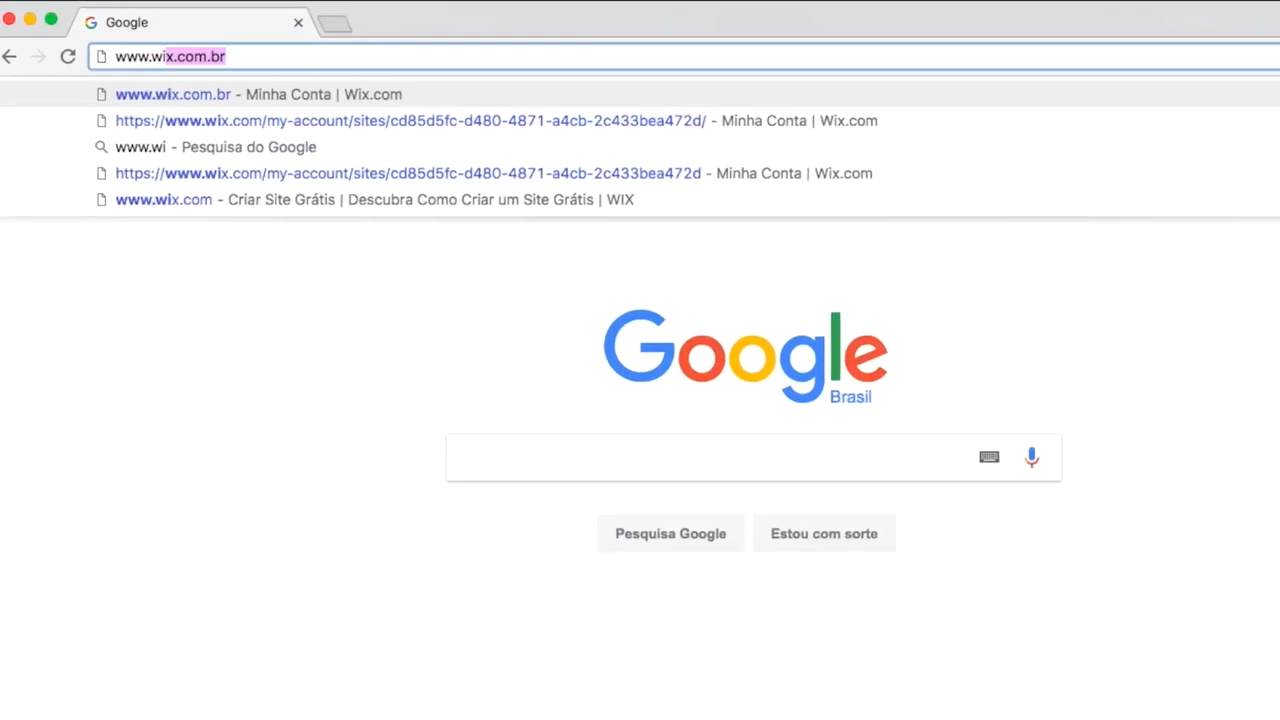 Google
www.wix.com.br
www.wix.com.br - Minha Conta | Wix.com
https://www.wix.com/my-account/sites/cd85d5fc-d480-4871-a4cb-2c433bea472d/ - Minha Conta | Wix.com
www.wi - Pesquisa do Google
https://www.wix.com/my-account/sites/cd85d5fc-d480-4871-a4cb-2c433bea472d - Minha Conta | Wix.com
www.wix.com - Criar Site Grátis | Descubra Como Criar um Site Grátis | WIX
Google
Brasil
Pesquisa Google
Estou com sorte